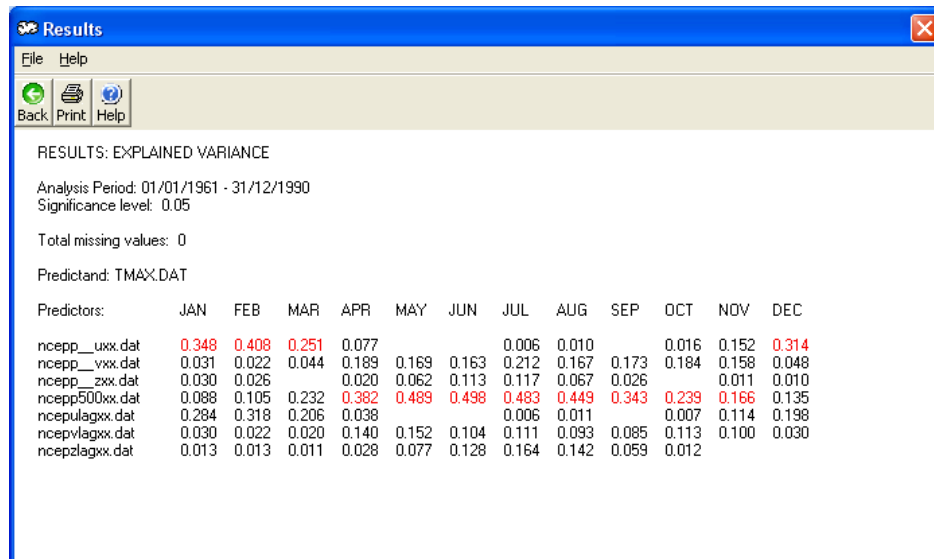 Results
File Help
Back Print Help
RESULTS: EXPLAINED VARIANCE
Analysis Period: 01/01/1961 - 31/12/1990
Significance level: 0.05
Total missing values: 0
Predictand: TMAX.DAT
Predictors: JAN FEB MAR APR MAY JUN JUL AUG SEP OCT NOV DEC
ncepp__uxx.dat 0.348 0.408 0.251 0.077 0.006 0.010 0.016 0.152 0.314
ncepp__vxx.dat 0.031 0.022 0.044 0.189 0.169 0.163 0.212 0.167 0.173 0.184 0.158 0.048
ncepp__zxx.dat 0.030 0.026 0.020 0.062 0.113 0.117 0.067 0.026 0.011 0.010
ncepp500xx.dat 0.088 0.105 0.232 0.382 0.489 0.498 0.483 0.449 0.343 0.239 0.166 0.135
ncepulagxx.dat 0.284 0.318 0.206 0.038 0.006 0.011 0.007 0.114 0.198
ncepvlagxx.dat 0.030 0.022 0.020 0.140 0.152 0.104 0.111 0.093 0.085 0.113 0.100 0.030
ncepzlagxx.dat 0.013 0.013 0.011 0.028 0.077 0.128 0.164 0.142 0.059 0.012